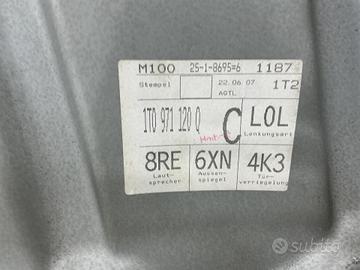 M100 25-1-8695=6 1187
Stempel 22.06.07 1T2
AGTL
1T0 971 120 Q C L0L
Lenkungsart
8RE 6XN 4K3
Laut- Aussen- Tür-
sprecher spiegel verriegelung
subito